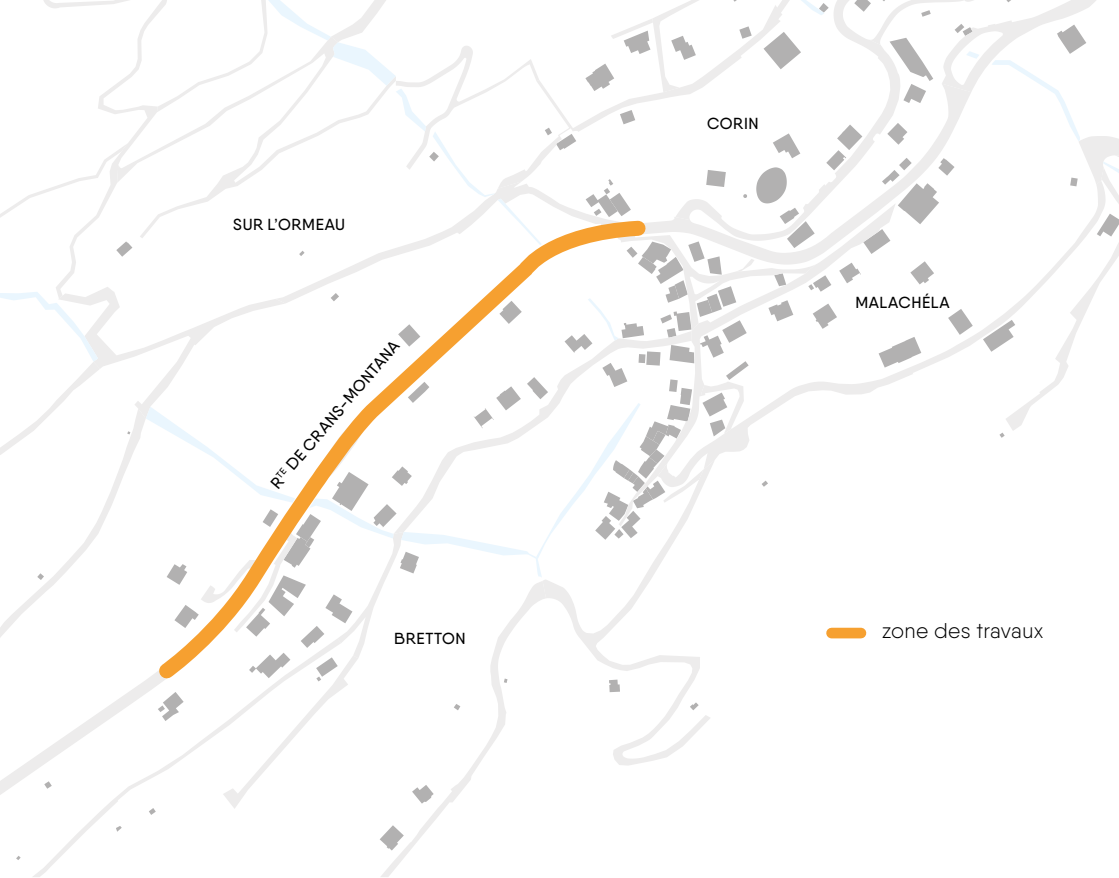 CORIN
SUR L'ORMEAU
MALACHÉLA
RTE DE CRANS-MONTANA
zone des travaux
BRETTON